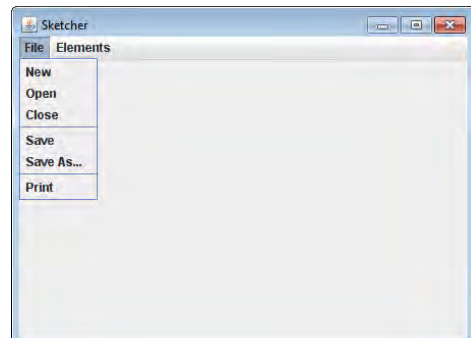 Sketcher
File Elements
New
Open
Close
Save
Save As...
Print